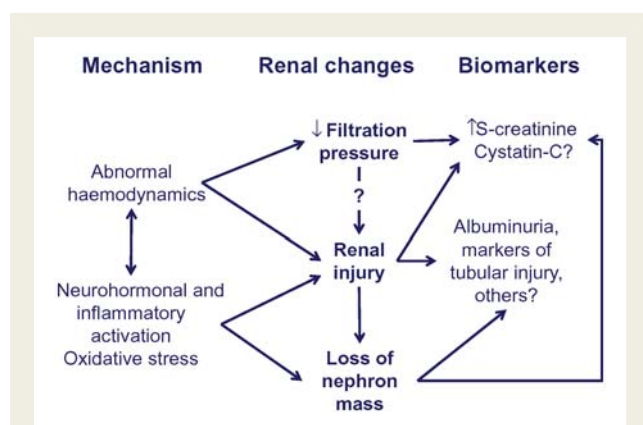 Mechanism
Renal changes
Biomarkers
↓ Filtration
pressure
↑S-creatinine
Cystatin-C?
Abnormal
haemodynamics
?
Renal
injury
Albuminuria,
markers of
tubular injury,
others?
Neurohormonal and
inflammatory
activation
Oxidative stress
Loss of
nephron
mass